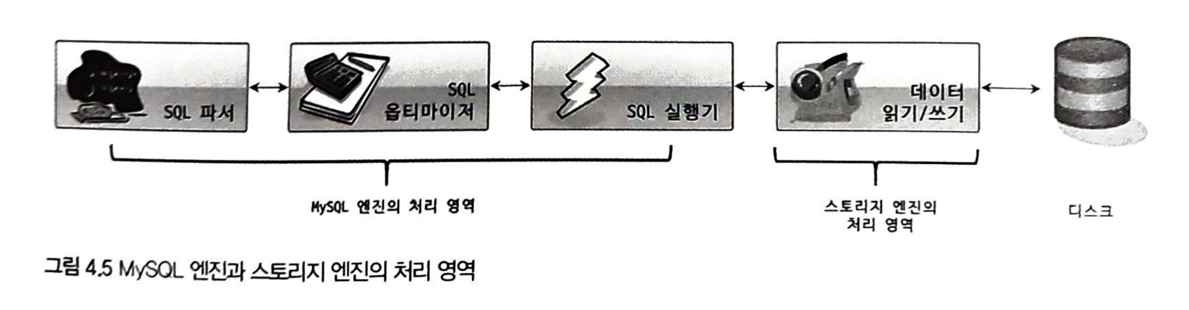 SQL 파서
SQL
옵티마이저
SQL 실행기
데이터
읽기/쓰기
MySQL 엔진의 처리 영역
스토리지 엔진의
처리 영역
디스크
그림 4.5 MySQL 엔진과 스토리지 엔진의 처리 영역